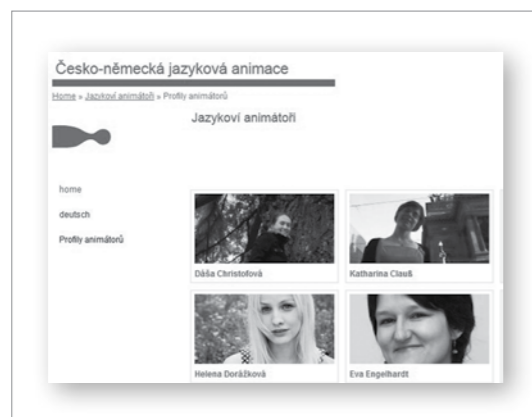 Česko-německá jazyková animace
Home » Jazykoví animátoři » Profily animátorů
Jazykoví animátoři
home
deutsch
Profily animátorů
Dáša Christofová
Katharina Clauß
Helena Dorážková
Eva Engelhardt